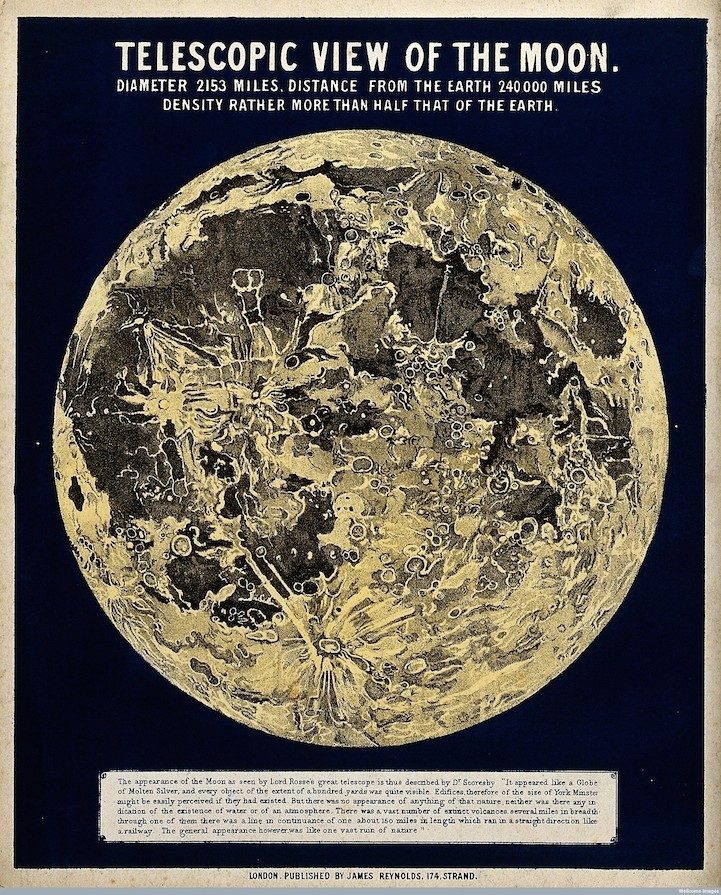 TELESCOPIC VIEW OF THE MOON.
DIAMETER 2153 MILES. DISTANCE FROM THE EARTH 240000 MILES
DENSITY RATHER MORE THAN HALF THAT OF THE EARTH.
The appearance of the Moon as seen by Lord Rosse's great telescope is thus described by Dr Scoresby "It appeared like a Globe
of Molten Silver, and every object of the extent of a hundred yards was quite visible. Edifices, therefore of the size of York Minster
might be easily perceived if they had existed. But there was no appearance of anything of that nature, neither was there any in
dication of the existence of water or of an atmosphere. There was a vast number of extinct volcanoes, several miles in breadth
through one of them there was a line in continuance of one about 150 miles in length which ran in a straight direction like
a railway. The general appearance however, was like one vast ruin of nature"
LONDON. PUBLISHED BY JAMES REYNOLDS, 174, STRAND.
Wellcome Images